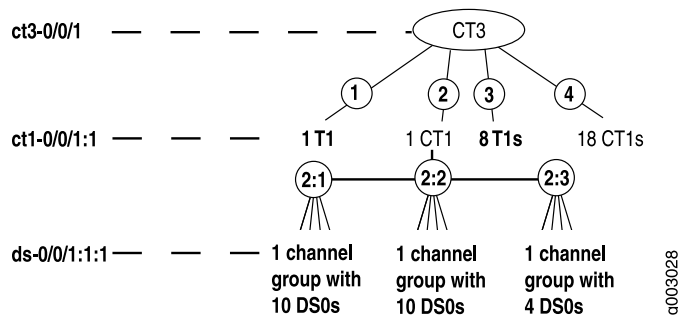 ct3-0/0/1 CT3
1 2 3 4
ct1-0/0/1:1 1 T1 1 CT1 8 T1s 18 CT1s
2:1 2:2 2:3
ds-0/0/1:1:1 1 channel 1 channel 1 channel
group with group with group with
10 DS0s 10 DS0s 4 DS0s
g003028